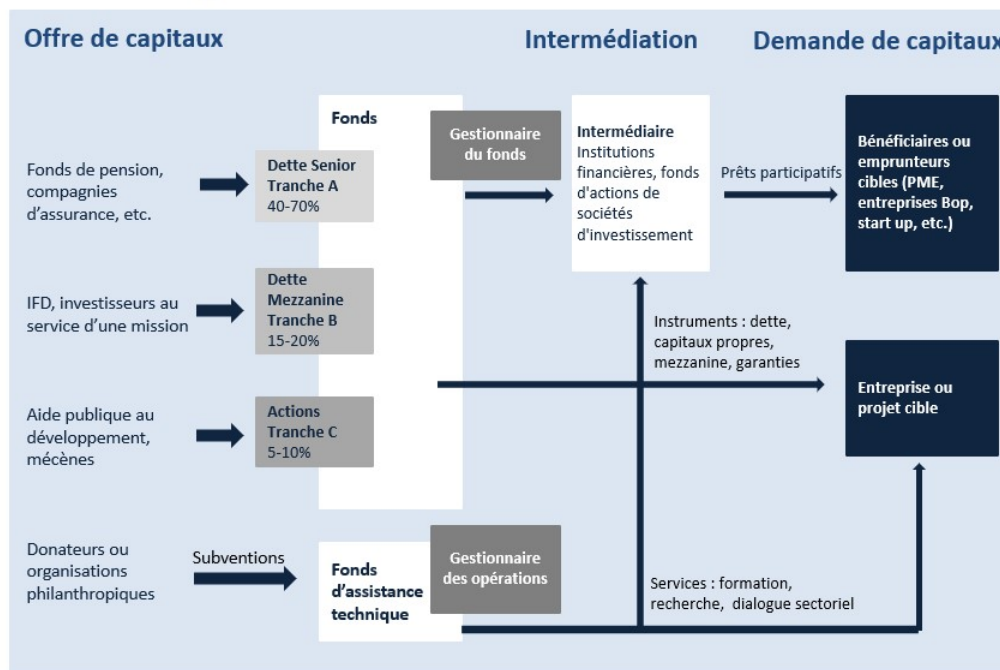 Offre de capitaux
Intermédiation
Demande de capitaux
Fonds
Fonds de pension,
compagnies
d'assurance, etc.
Dette Senior
Tranche A
40-70%
Gestionnaire
du fonds
Intermédiaire
Institutions
financières, fonds
d'actions de
sociétés
d'investissement
Prêts participatifs
Bénéficiaires ou
emprunteurs
cibles (PME,
entreprises Bop,
start up, etc.)
IFD, investisseurs au
service d'une mission
Dette
Mezzanine
Tranche B
15-20%
Instruments : dette,
capitaux propres,
mezzanine, garanties
Entreprise ou
projet cible
Aide publique au
développement,
mécènes
Actions
Tranche C
5-10%
Donateurs ou
organisations
philanthropiques
Subventions
Fonds
d'assistance
technique
Gestionnaire
des opérations
Services : formation,
recherche, dialogue sectoriel